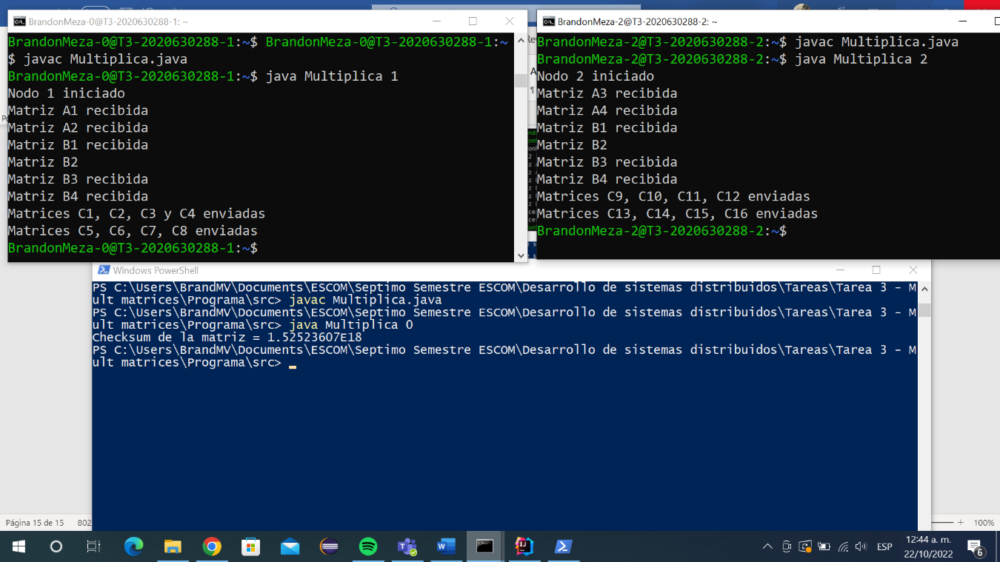 BrandonMeza-0@T3-2020630288-1: ~
BrandonMeza-0@T3-2020630288-1:~$ BrandonMeza-0@T3-2020630288-1:~
$ javac Multiplica.java
BrandonMeza-0@T3-2020630288-1:~$ java Multiplica 1
Nodo 1 iniciado
Matriz A1 recibida
Matriz A2 recibida
Matriz B1 recibida
Matriz B2
Matriz B3 recibida
Matriz B4 recibida
Matrices C1, C2, C3 y C4 enviadas
Matrices C5, C6, C7, C8 enviadas
BrandonMeza-0@T3-2020630288-1:~$
BrandonMeza-2@T3-2020630288-2: ~
BrandonMeza-2@T3-2020630288-2:~$ javac Multiplica.java
BrandonMeza-2@T3-2020630288-2:~$ java Multiplica 2
Nodo 2 iniciado
Matriz A3 recibida
Matriz A4 recibida
Matriz B1 recibida
Matriz B2
Matriz B3 recibida
Matriz B4 recibida
Matrices C9, C10, C11, C12 enviadas
Matrices C13, C14, C15, C16 enviadas
BrandonMeza-2@T3-2020630288-2:~$
Windows PowerShell
PS C:\Users\BrandMV\Documents\ESCOM\Septimo Semestre ESCOM\Desarrollo de sistemas distribuidos\Tareas\Tarea 3 - M
ult matrices\Programa\src> javac Multiplica.java
PS C:\Users\BrandMV\Documents\ESCOM\Septimo Semestre ESCOM\Desarrollo de sistemas distribuidos\Tareas\Tarea 3 - M
ult matrices\Programa\src> java Multiplica 0
Checksum de la matriz = 1.52523607E18
PS C:\Users\BrandMV\Documents\ESCOM\Septimo Semestre ESCOM\Desarrollo de sistemas distribuidos\Tareas\Tarea 3 - M
ult matrices\Programa\src>
Página 15 de 15 802
100%
ESP
12:44 a. m.
22/10/2022
6